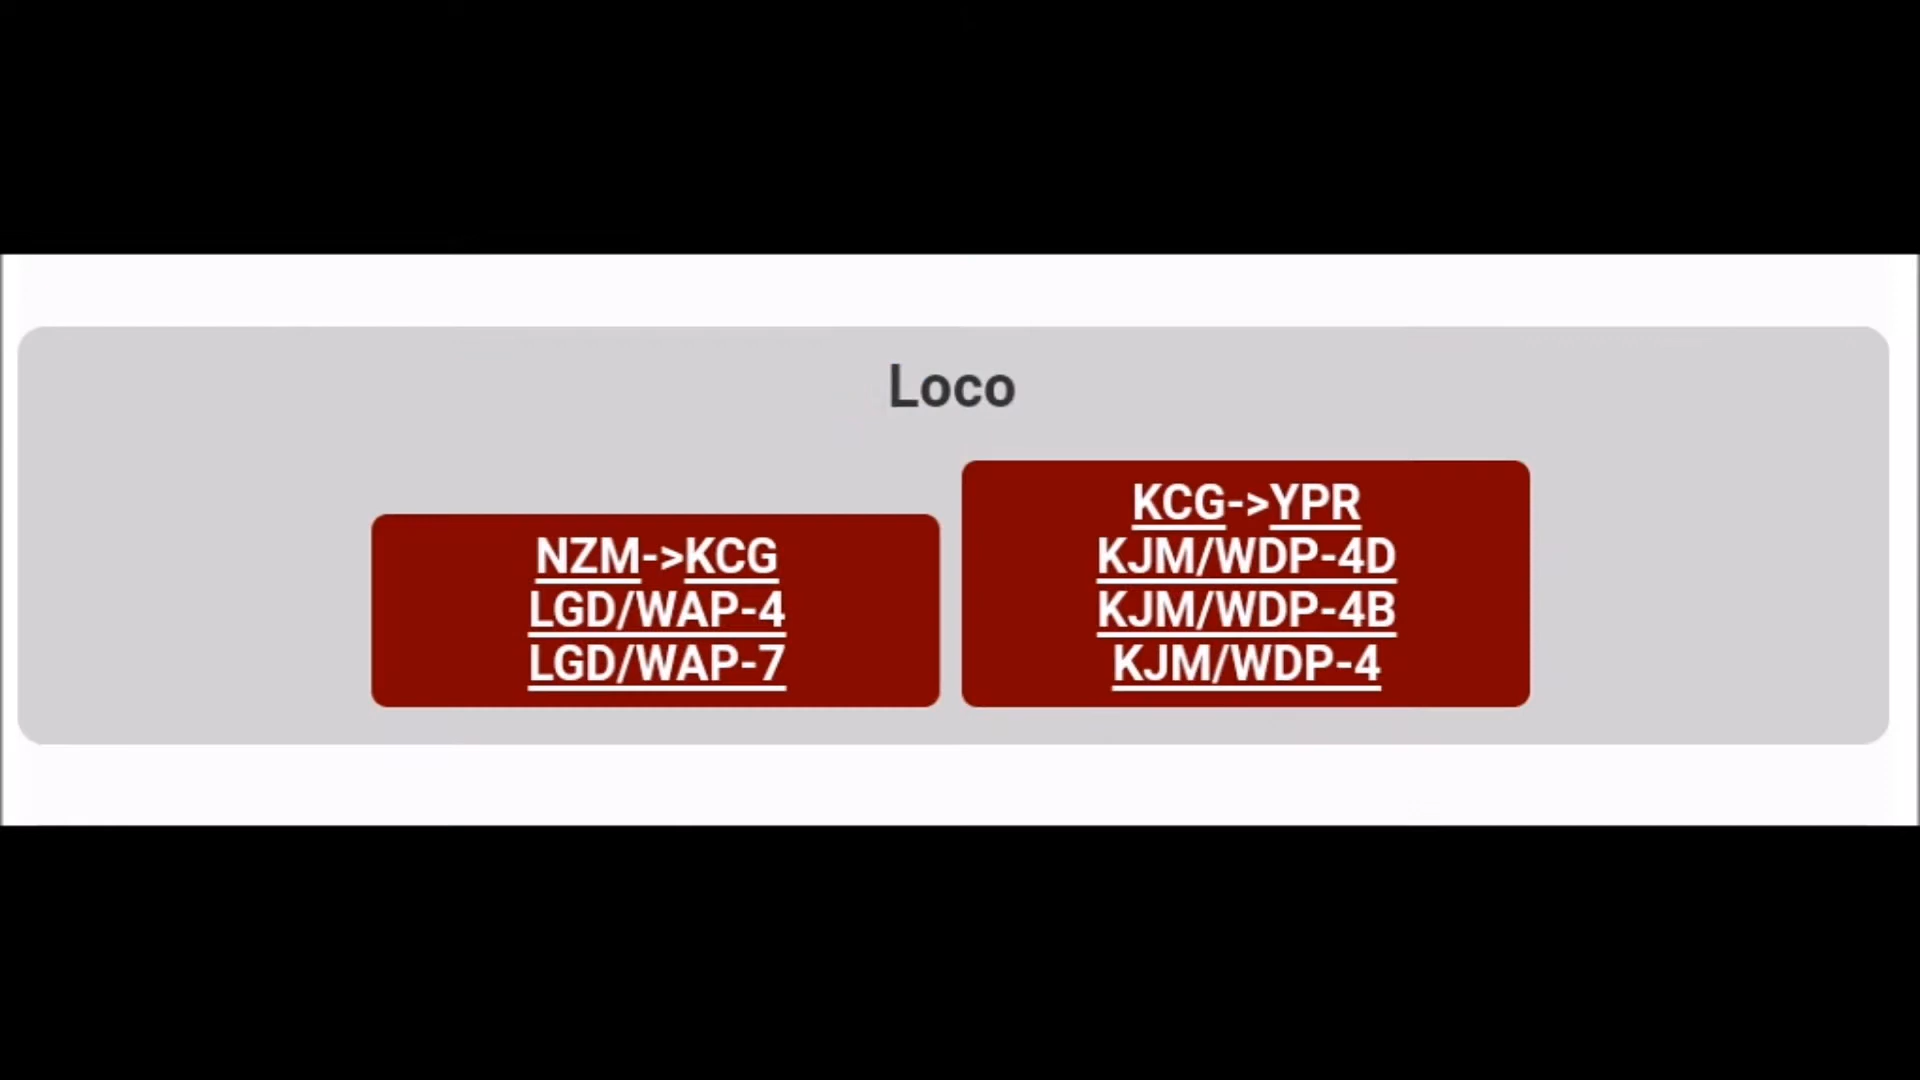 Loco
NZM->KCG
LGD/WAP-4
LGD/WAP-7
KCG->YPR
KJM/WDP-4D
KJM/WDP-4B
KJM/WDP-4